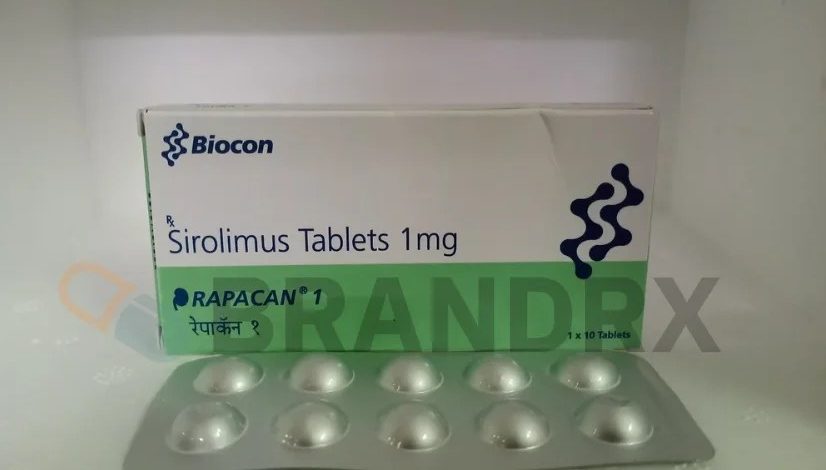 Biocon
Rx
Sirolimus Tablets 1mg
RAPACAN® 1
रेपाकॅन १
BRANDRX
1 x 10 Tablets